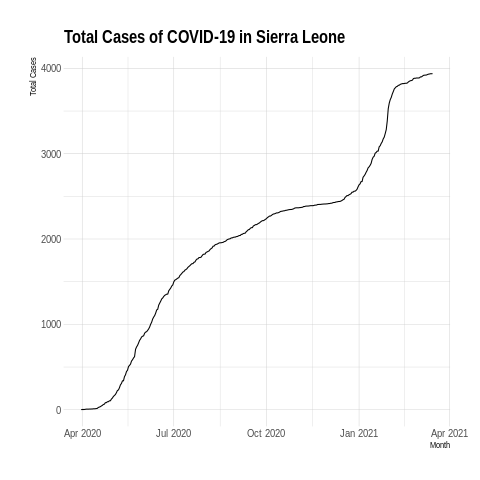 Total Cases of COVID-19 in Sierra Leone
Total Cases
4000
3000
2000
1000
0
Apr 2020 Jul 2020 Oct 2020 Jan 2021 Apr 2021
Month